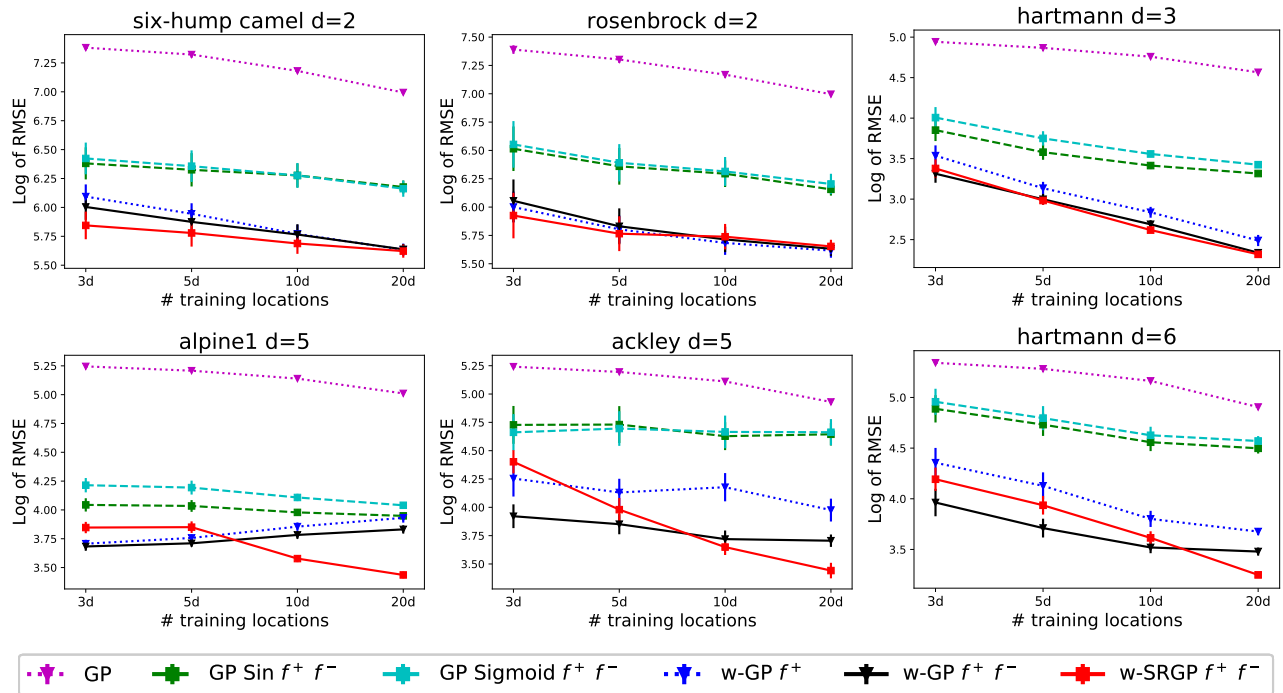 six-hump camel d=2
rosenbrock d=2
hartmann d=3
Log of RMSE
7.25
7.00
6.75
6.50
6.25
6.00
5.75
5.50
3d 5d 10d 20d
# training locations
Log of RMSE
7.50
7.25
7.00
6.75
6.50
6.25
6.00
5.75
5.50
3d 5d 10d 20d
# training locations
Log of RMSE
5.0
4.5
4.0
3.5
3.0
2.5
3d 5d 10d 20d
# training locations
alpine1 d=5
ackley d=5
hartmann d=6
Log of RMSE
5.25
5.00
4.75
4.50
4.25
4.00
3.75
3.50
3d 5d 10d 20d
# training locations
Log of RMSE
5.25
5.00
4.75
4.50
4.25
4.00
3.75
3.50
3d 5d 10d 20d
# training locations
Log of RMSE
5.0
4.5
4.0
3.5
3d 5d 10d 20d
# training locations
GP GP Sin f⁺ f⁻ GP Sigmoid f⁺ f⁻ w-GP f⁺ w-GP f⁺ f⁻ w-SRGP f⁺ f⁻